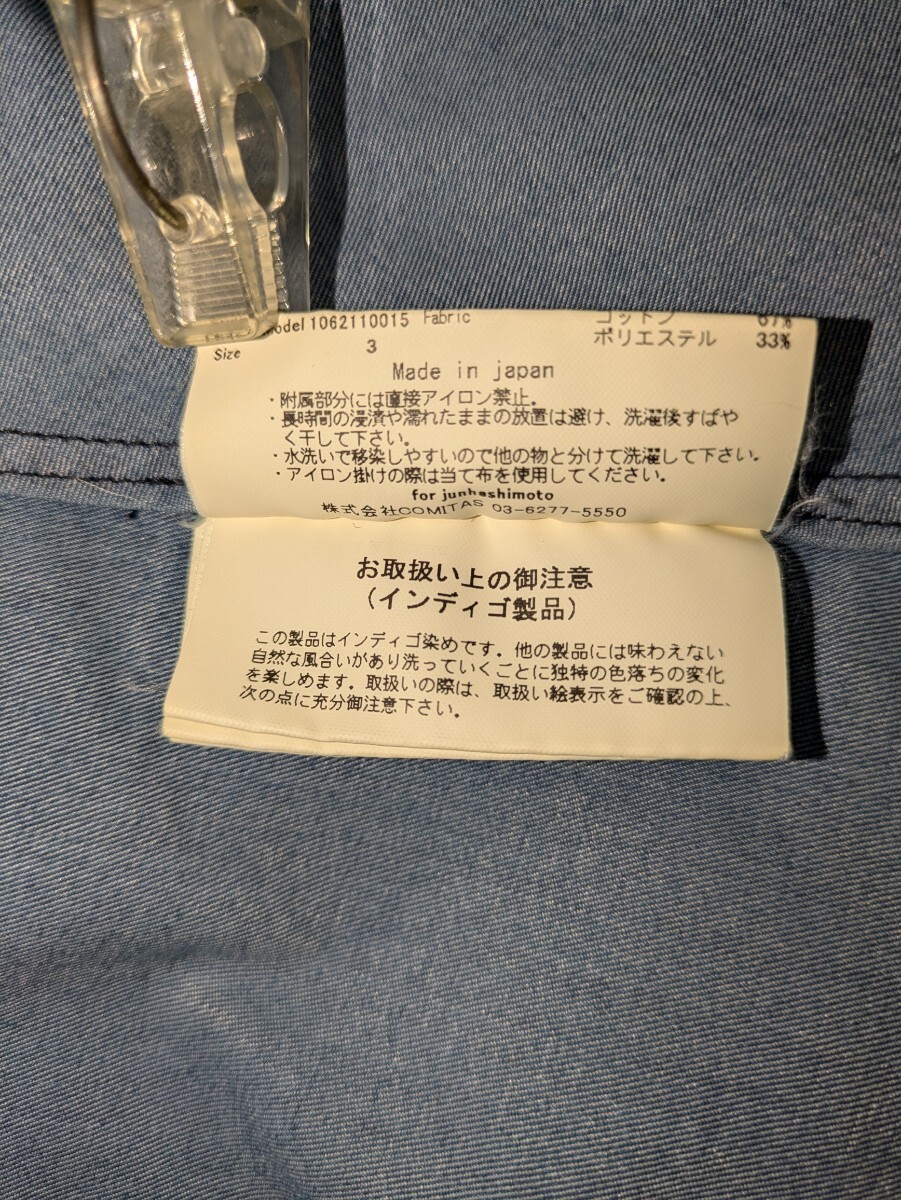 Model 1062110015 Fabric コットン 67%
ポリエステル 33%
Size 3
Made in japan
・附属部分には直接アイロン禁止。
・長時間の浸漬や濡れたままの放置は避け、洗濯後すばや
く干して下さい。
・水洗いで移染しやすいので他の物と分けて洗濯して下さい。
・アイロン掛けの際は当て布を使用してください。
for junhashimoto
株式会社COMITAS 03-6277-5550
お取扱い上の御注意
(インディゴ製品)
この製品はインディゴ染めです。他の製品には味わえない
自然な風合いがあり洗っていくごとに独特の色落ちの変化
を楽しめます。取扱いの際は、取扱い絵表示をご確認の上、
次の点に充分御注意下さい。